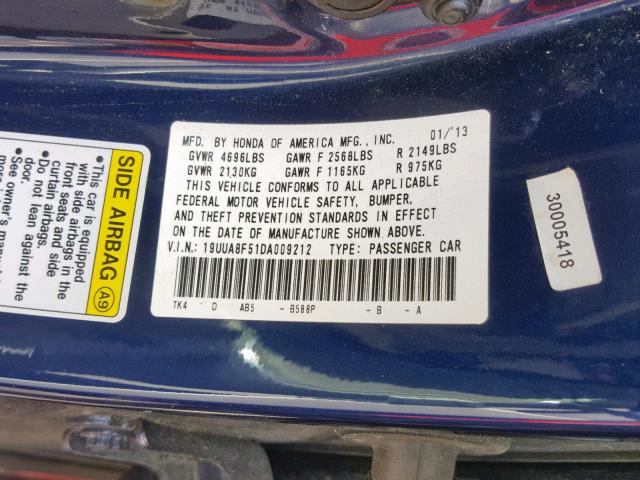 MFD. BY HONDA OF AMERICA MFG., INC. 01/'13
GVWR 4696LBS GAWR F 2568LBS R 2149LBS
GVWR 2130KG GAWR F 1165KG R 975KG
THIS VEHICLE CONFORMS TO ALL APPLICABLE
FEDERAL MOTOR VEHICLE SAFETY, BUMPER,
AND THEFT PREVENTION STANDARDS IN EFFECT
ON THE DATE OF MANUFACTURE SHOWN ABOVE.
V.I.N.: 19UUA8F51DA009212 TYPE: PASSENGER CAR
TK4 D AB5 - B588P - B - A
SIDE AIRBAG A9
• This car is equipped
with side airbags in the
front seats and side
curtain airbags.
• Do not lean against the
door.
• See owner's
manual
30005418